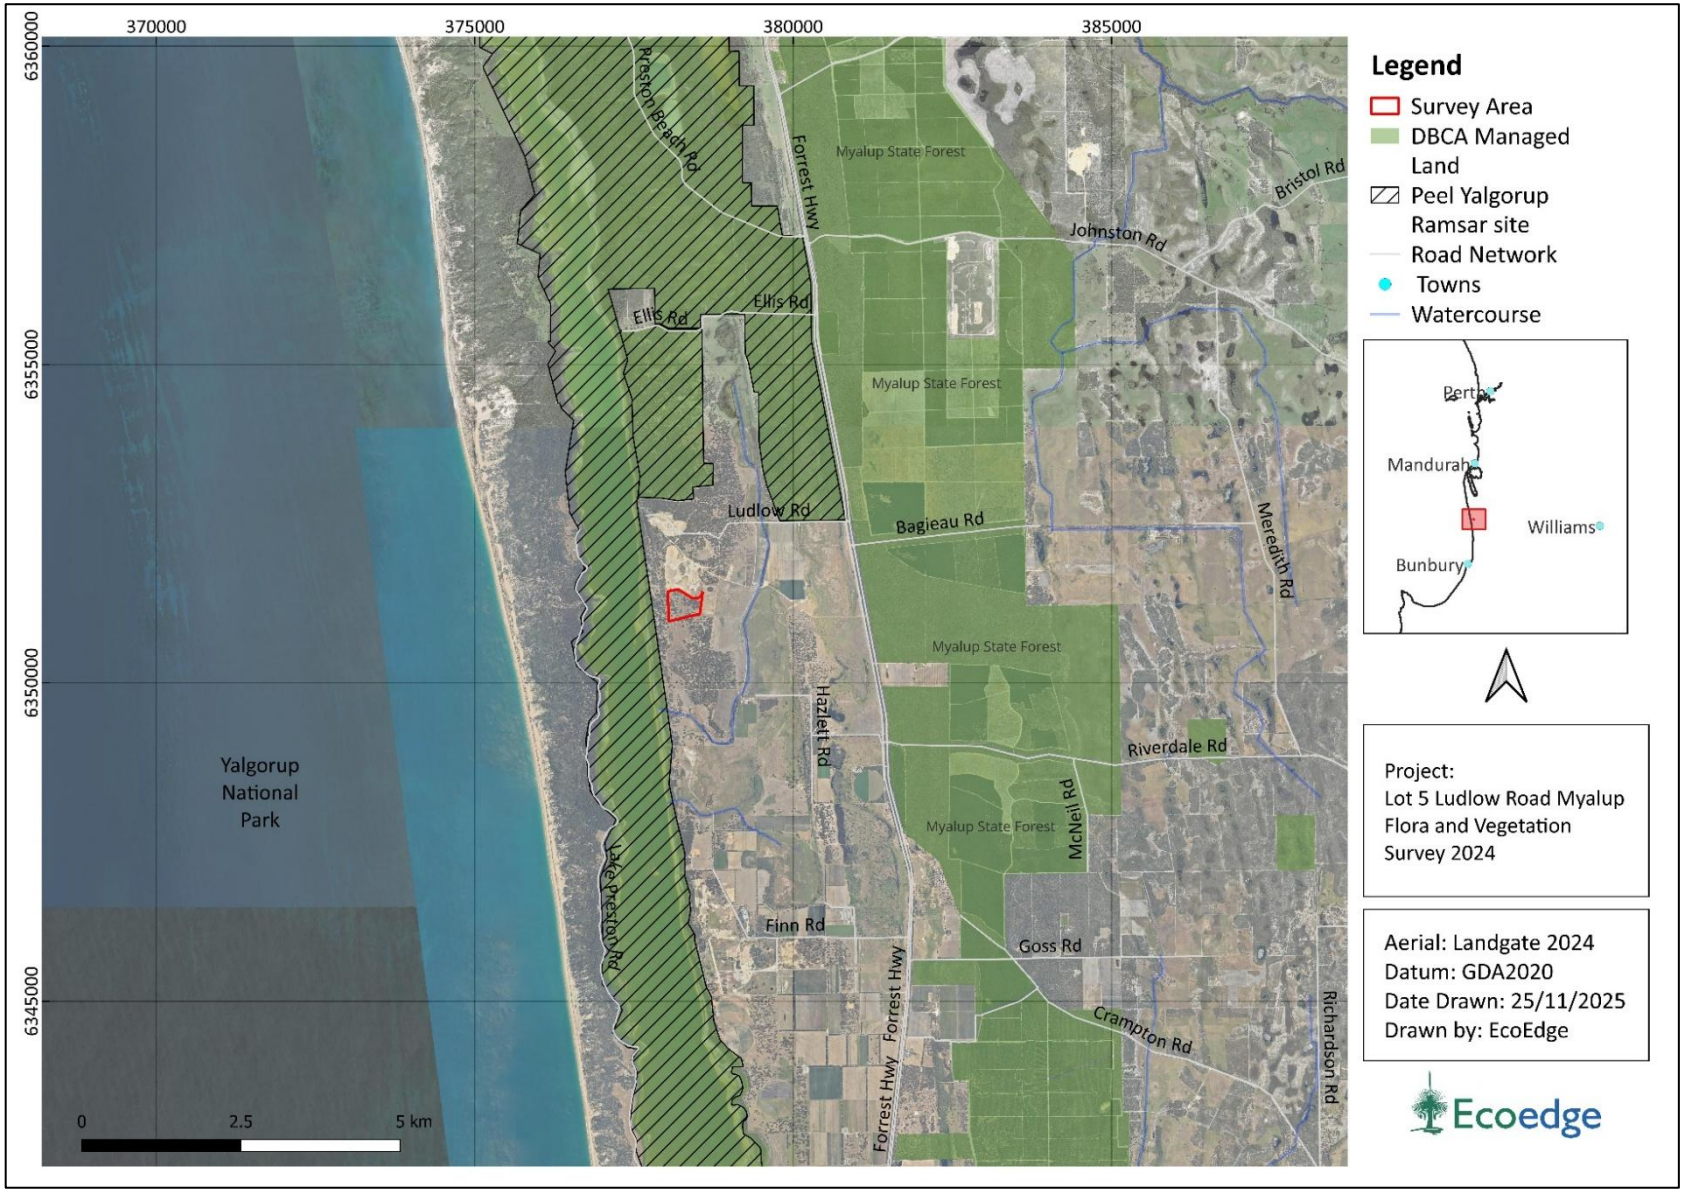 370000
375000
380000
385000
6360000
6355000
6350000
6345000
Preston Beach Rd
Forrest Hwy
Myalup State Forest
Bristol Rd
Johnston Rd
Ellis Rd
Ellis Rd
Myalup State Forest
Ludlow Rd
Bagieau Rd
Meredith Rd
Myalup State Forest
Hazlett Rd
Riverdale Rd
McNeil Rd
Yalgorup
National
Park
Myalup State Forest
Lake Preston Rd
Finn Rd
Goss Rd
Forrest Hwy
Forrest Hwy
Crampton Rd
Richardson Rd
0 2.5 5 km
Legend
Survey Area
DBCA Managed
Land
Peel Yalgorup
Ramsar site
Road Network
Towns
Watercourse
Perth
Mandurah
Williams
Bunbury
Project:
Lot 5 Ludlow Road Myalup
Flora and Vegetation
Survey 2024
Aerial: Landgate 2024
Datum: GDA2020
Date Drawn: 25/11/2025
Drawn by: EcoEdge
Ecoedge